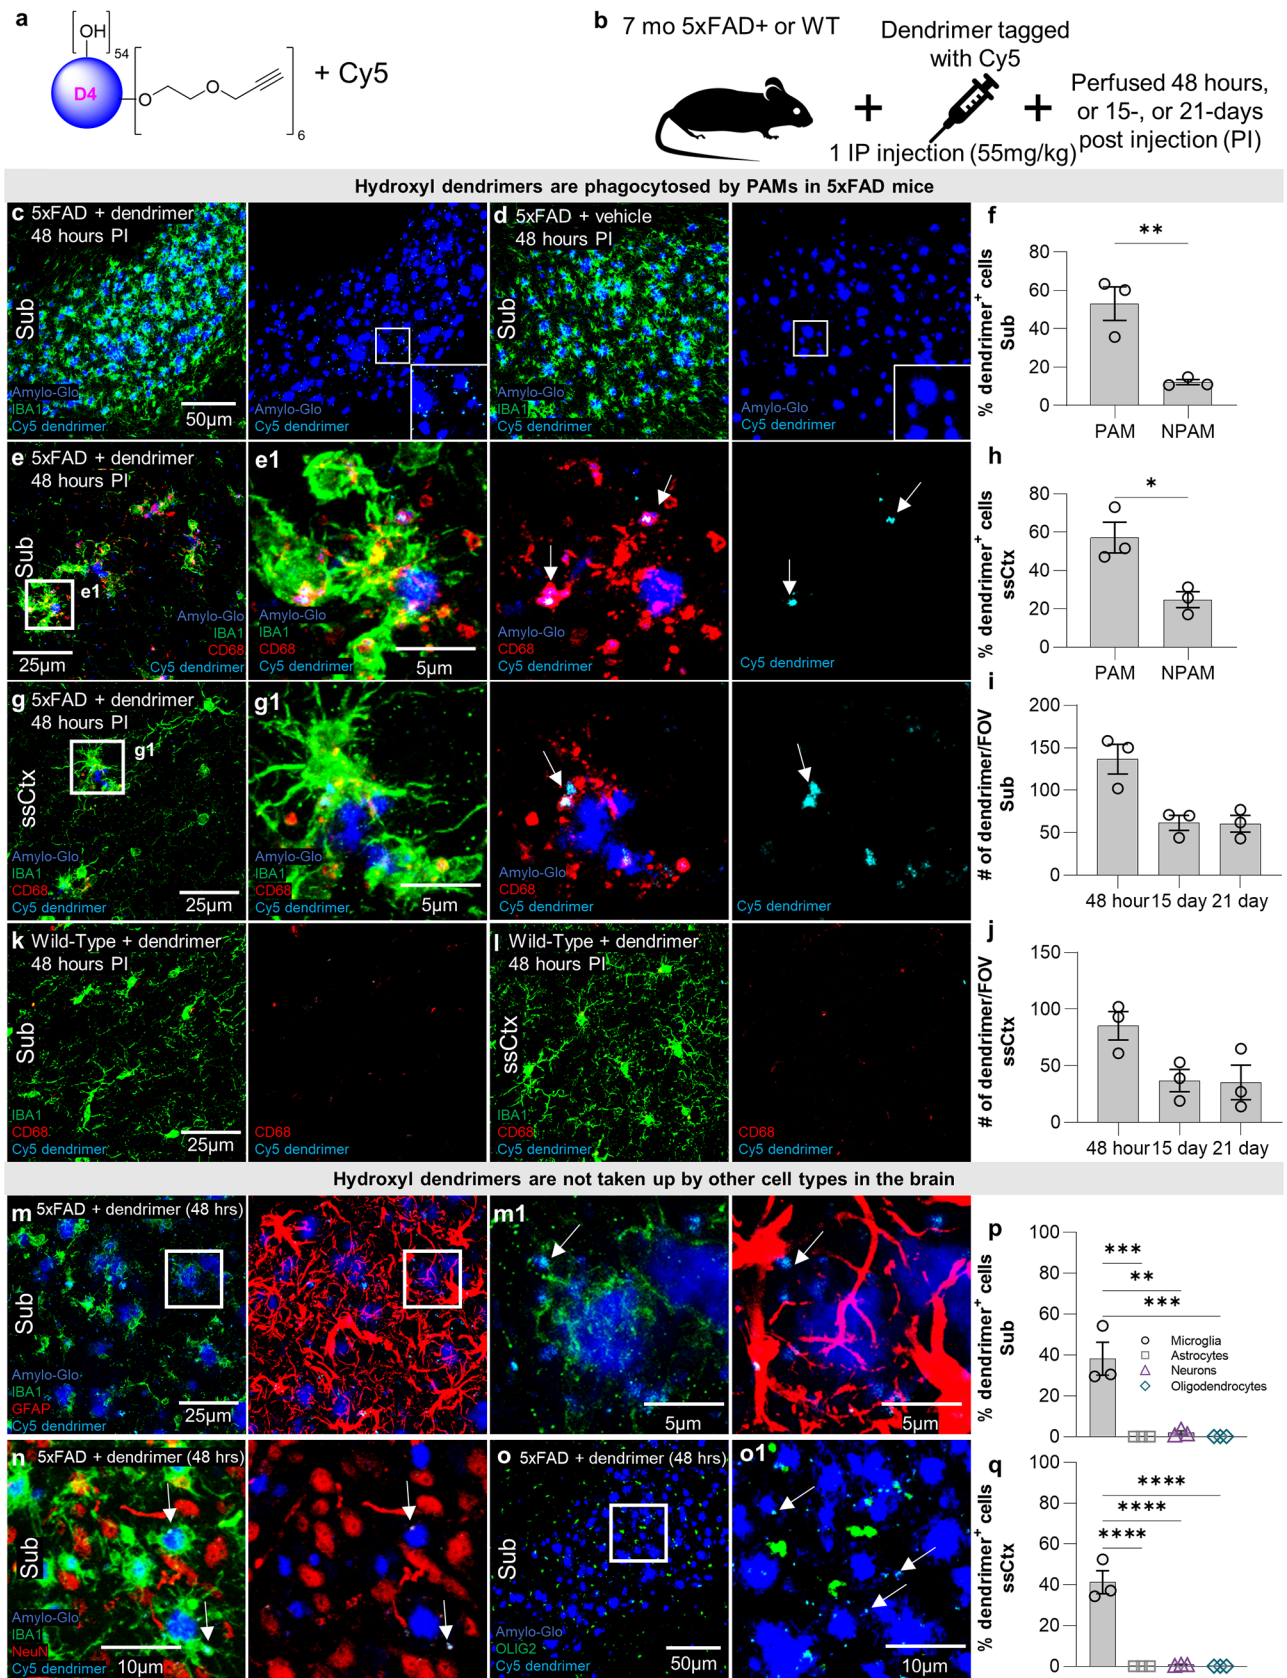 a
[OH]54
D4
O
O
6
+ Cy5
b
7 mo 5xFAD+ or WT
Dendrimer tagged
with Cy5
+
+
1 IP injection (55mg/kg)
Perfused 48 hours,
or 15-, or 21-days
post injection (PI)
Hydroxyl dendrimers are phagocytosed by PAMs in 5xFAD mice
c 5xFAD + dendrimer
48 hours PI
Sub
Amylo-Glo
IBA1
Cy5 dendrimer
50µm
Amylo-Glo
Cy5 dendrimer
d 5xFAD + vehicle
48 hours PI
Sub
Amylo-Glo
IBA1
Cy5 dendrimer
Amylo-Glo
Cy5 dendrimer
f
**
% dendrimer+ cells
Sub
80
60
40
20
0
PAM NPAM
e 5xFAD + dendrimer
48 hours PI
Sub
e1
Amylo-Glo
IBA1
CD68
Cy5 dendrimer
25µm
e1
Amylo-Glo
IBA1
CD68
Cy5 dendrimer
5µm
Amylo-Glo
CD68
Cy5 dendrimer
Cy5 dendrimer
h
*
% dendrimer+ cells
ssCtx
80
60
40
20
0
PAM NPAM
g 5xFAD + dendrimer
48 hours PI
g1
ssCtx
Amylo-Glo
IBA1
CD68
Cy5 dendrimer
25µm
g1
Amylo-Glo
IBA1
CD68
Cy5 dendrimer
5µm
Amylo-Glo
CD68
Cy5 dendrimer
Cy5 dendrimer
i
# of dendrimer/FOV
Sub
200
150
100
50
0
48 hour 15 day 21 day
k Wild-Type + dendrimer
48 hours PI
Sub
IBA1
CD68
Cy5 dendrimer
25µm
CD68
Cy5 dendrimer
l Wild-Type + dendrimer
48 hours PI
ssCtx
IBA1
CD68
Cy5 dendrimer
CD68
Cy5 dendrimer
j
# of dendrimer/FOV
ssCtx
150
100
50
0
48 hour 15 day 21 day
Hydroxyl dendrimers are not taken up by other cell types in the brain
m 5xFAD + dendrimer (48 hrs)
Sub
Amylo-Glo
IBA1
GFAP
Cy5 dendrimer
25µm
m1
5µm
5µm
p
% dendrimer+ cells
Sub
100
80
60
40
20
0
***
**
***
Microglia
Astrocytes
Neurons
Oligodendrocytes
n 5xFAD + dendrimer (48 hrs)
Sub
Amylo-Glo
IBA1
NeuN
Cy5 dendrimer
10µm
o 5xFAD + dendrimer (48 hrs)
Sub
Amylo-Glo
OLIG2
Cy5 dendrimer
50µm
o1
10µm
q
% dendrimer+ cells
ssCtx
100
80
60
40
20
0
****
****
****